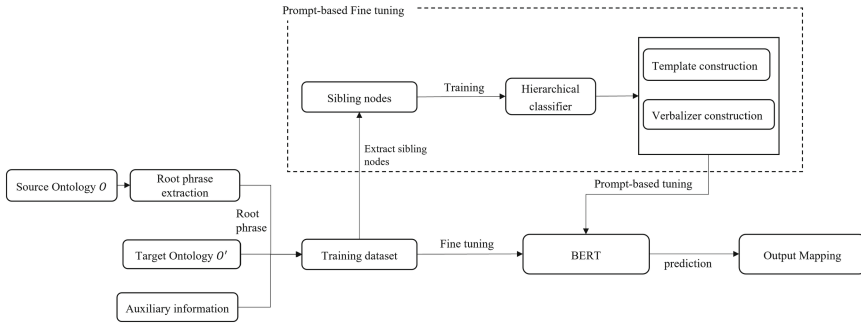 Prompt-based Fine tuning
Template construction
Sibling nodes
Training
Hierarchical
classifier
Verbalizer construction
Extract sibling
nodes
Source Ontology O
Root phrase
extraction
Prompt-based tuning
Root
phrase
Target Ontology O'
Training dataset
Fine tuning
BERT
prediction
Output Mapping
Auxiliary information